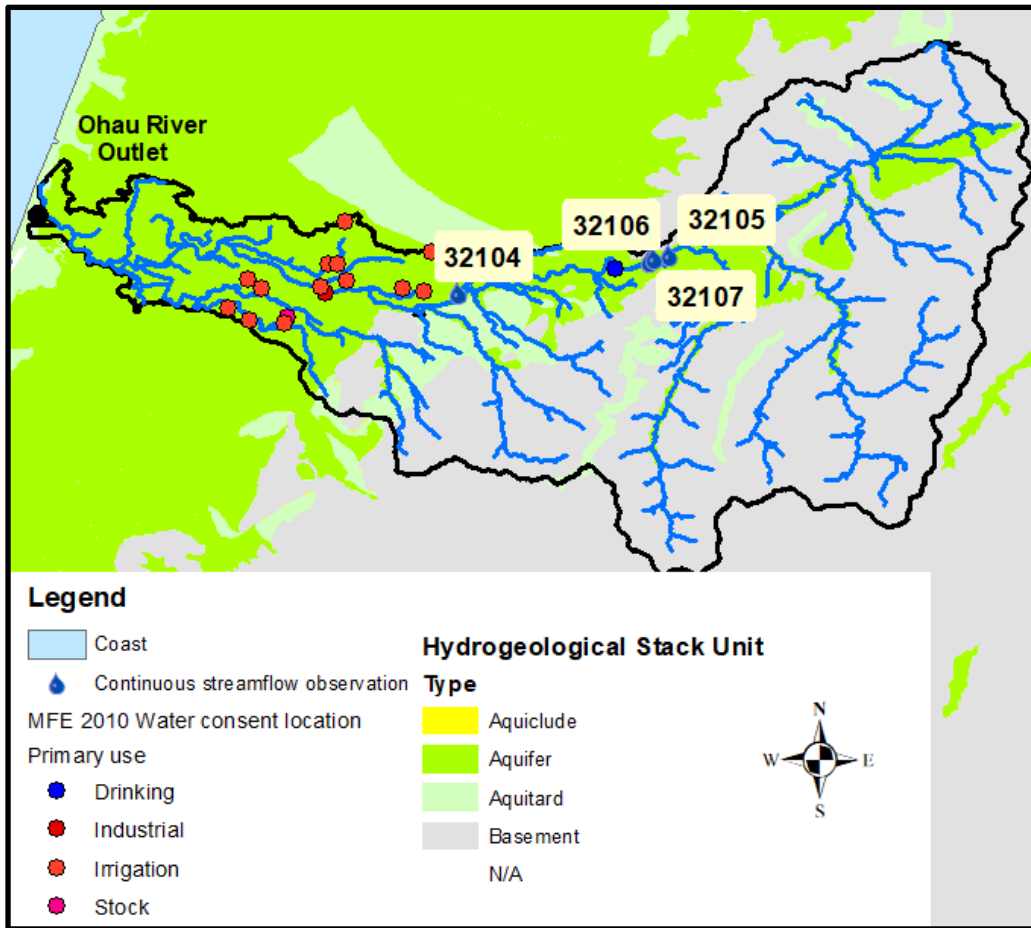 Ohau River
Outlet
32104
32106
32105
32107
Legend
Coast
Continuous streamflow observation
MFE 2010 Water consent location
Primary use
Drinking
Industrial
Irrigation
Stock
Hydrogeological Stack Unit
Type
Aquiclude
Aquifer
Aquitard
Basement
N/A
N
W
E
S